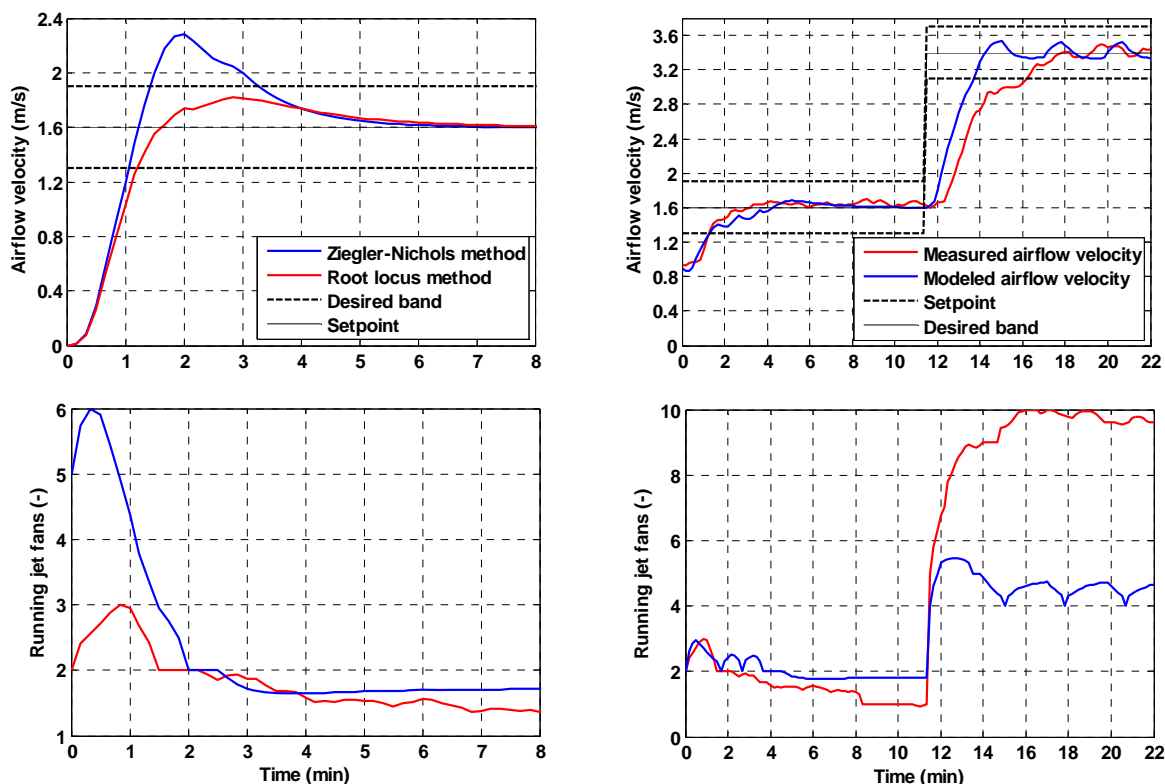 2.4
2
1.6
1.2
0.8
0.4
0
Airflow velocity (m/s)
0 1 2 3 4 5 6 7 8
Ziegler-Nichols method
Root locus method
Desired band
Setpoint
3.6
3.2
2.8
2.4
2
1.6
1.2
0.8
0.4
0
Airflow velocity (m/s)
0 2 4 6 8 10 12 14 16 18 20 22
Measured airflow velocity
Modeled airflow velocity
Setpoint
Desired band
6
5
4
3
2
1
Running jet fans (-)
0 1 2 3 4 5 6 7 8
Time (min)
10
8
6
4
2
0
Running jet fans (-)
0 2 4 6 8 10 12 14 16 18 20 22
Time (min)